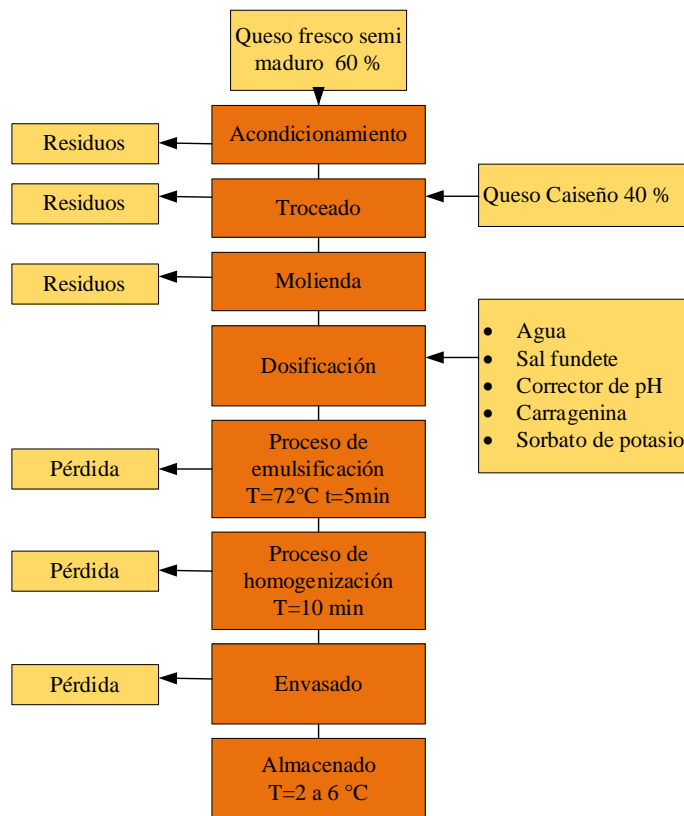 Queso fresco semi
maduro 60 %
Acondicionamiento
Residuos
Troceado
Residuos
Queso Caiseño 40 %
Molienda
Residuos
Dosificación
• Agua
• Sal fundete
• Corrector de pH
• Carragenina
• Sorbato de potasio
Proceso de
emulsificación
T=72°C t=5min
Pérdida
Proceso de
homogenización
T=10 min
Pérdida
Envasado
Pérdida
Almacenado
T=2 a 6 °C